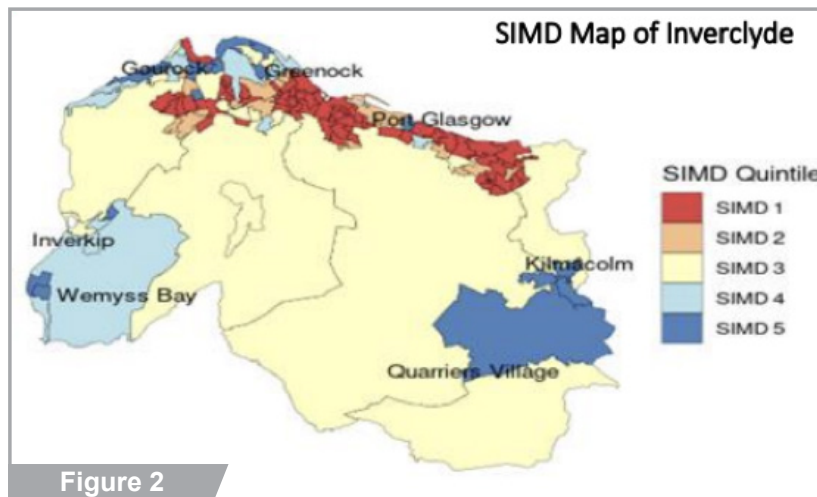 SIMD Map of Inverclyde
Gourock
Greenock
Port Glasgow
SIMD Quintile
SIMD 1
SIMD 2
SIMD 3
SIMD 4
SIMD 5
Inverkip
Kilmacolm
Wemyss Bay
Quarriers Village
Figure 2